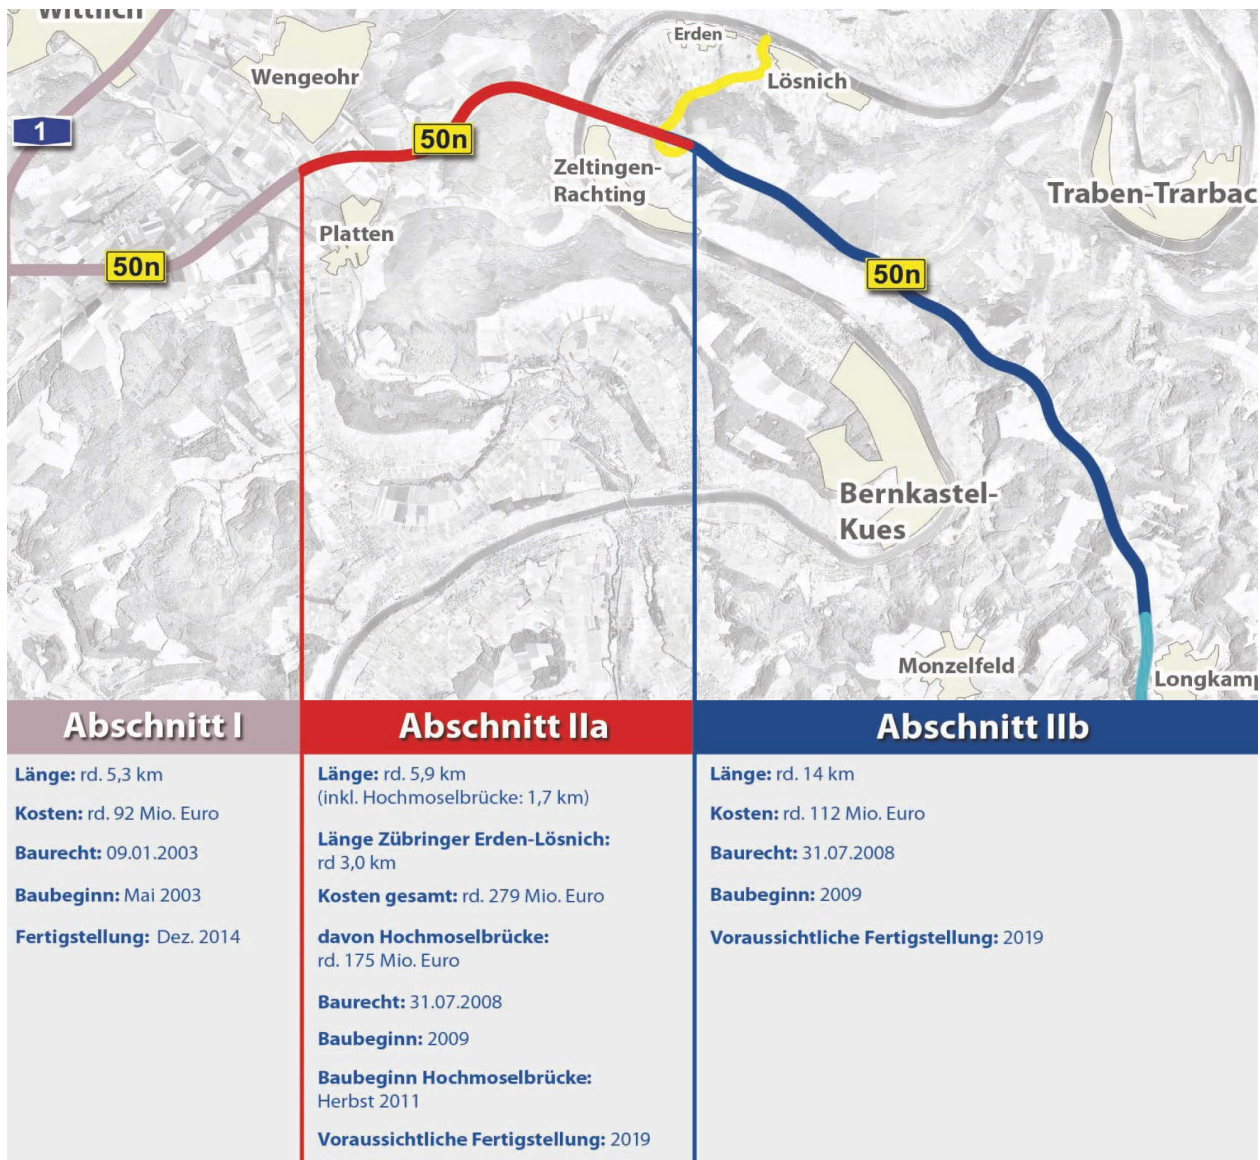 Wittlich
Erden
Wengeohr
Lösnich
1
50n
Zeltingen-
Rachting
Traben-Trarbac
Platten
50n
50n
Bernkastel-
Kues
Monzelfeld
Longkamp
Abschnitt I
Länge: rd. 5,3 km
Kosten: rd. 92 Mio. Euro
Baurecht: 09.01.2003
Baubeginn: Mai 2003
Fertigstellung: Dez. 2014
Abschnitt IIa
Länge: rd. 5,9 km
(inkl. Hochmoselbrücke: 1,7 km)
Länge Zübringer Erden-Lösnich:
rd 3,0 km
Kosten gesamt: rd. 279 Mio. Euro
davon Hochmoselbrücke:
rd. 175 Mio. Euro
Baurecht: 31.07.2008
Baubeginn: 2009
Baubeginn Hochmoselbrücke:
Herbst 2011
Voraussichtliche Fertigstellung: 2019
Abschnitt IIb
Länge: rd. 14 km
Kosten: rd. 112 Mio. Euro
Baurecht: 31.07.2008
Baubeginn: 2009
Voraussichtliche Fertigstellung: 2019